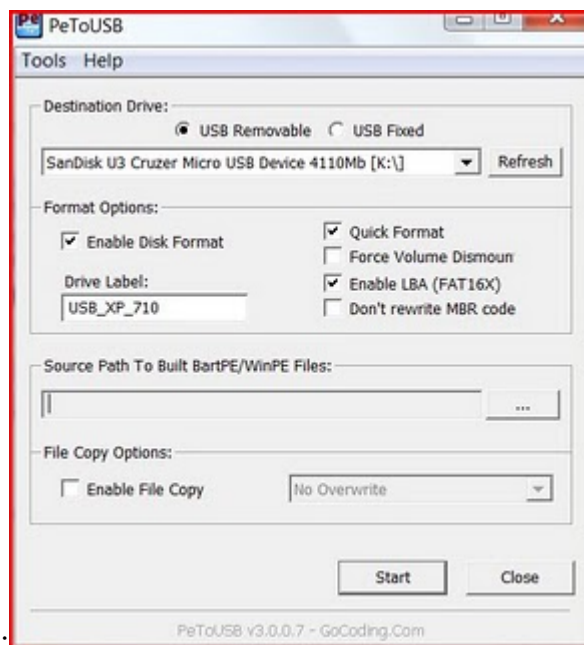 Pe PeToUSB
Tools Help
Destination Drive:
USB Removable USB Fixed
SanDisk U3 Cruzer Micro USB Device 4110Mb [K:\] Refresh
Format Options:
Enable Disk Format
Quick Format
Force Volume Dismoun
Drive Label:
Enable LBA (FAT16X)
USB_XP_710
Don't rewrite MBR code
Source Path To Built BartPE/WinPE Files:
...
File Copy Options:
Enable File Copy No Overwrite
Start Close
PeToUSB v3.0.0.7 - GoCoding.Com
.